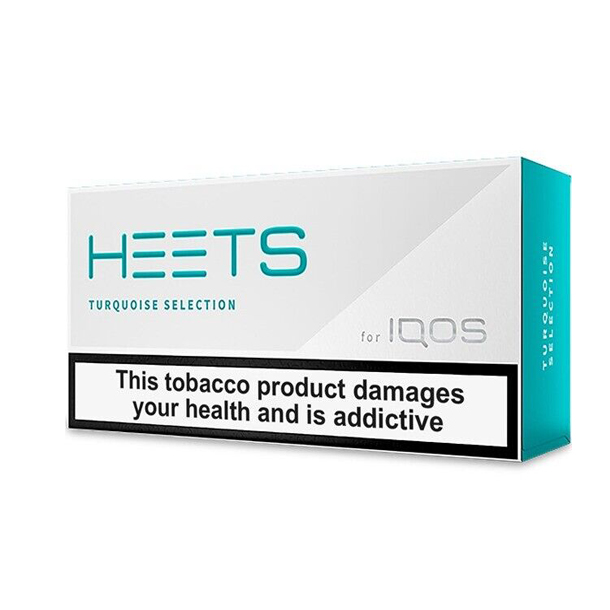 HEETS
TURQUOISE SELECTION
for IQOS
This tobacco product damages
your health and is addictive
TURQUOISE
SELECTION